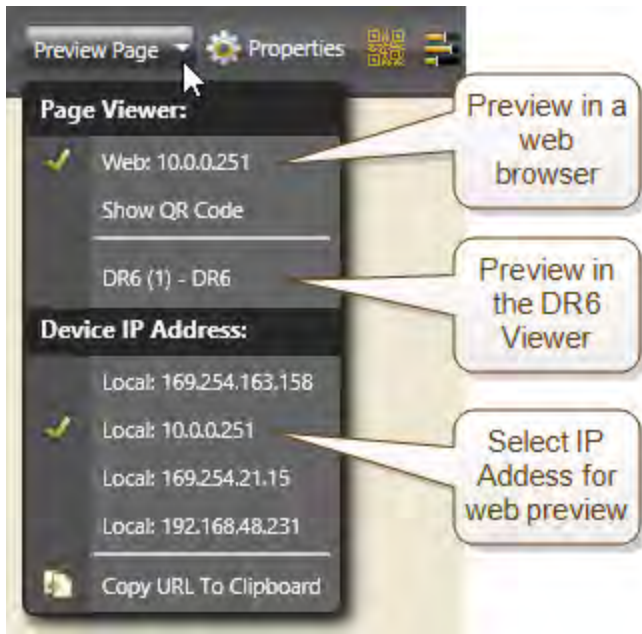 Preview Page
Properties
Page Viewer:
Web: 10.0.0.251
Show QR Code
DR6 (1) - DR6
Device IP Address:
Local: 169.254.163.158
Local: 10.0.0.251
Local: 169.254.21.15
Local: 192.168.48.231
Copy URL To Clipboard
Preview in a
web
browser
Preview in
the DR6
Viewer
Select IP
Addess for
web preview